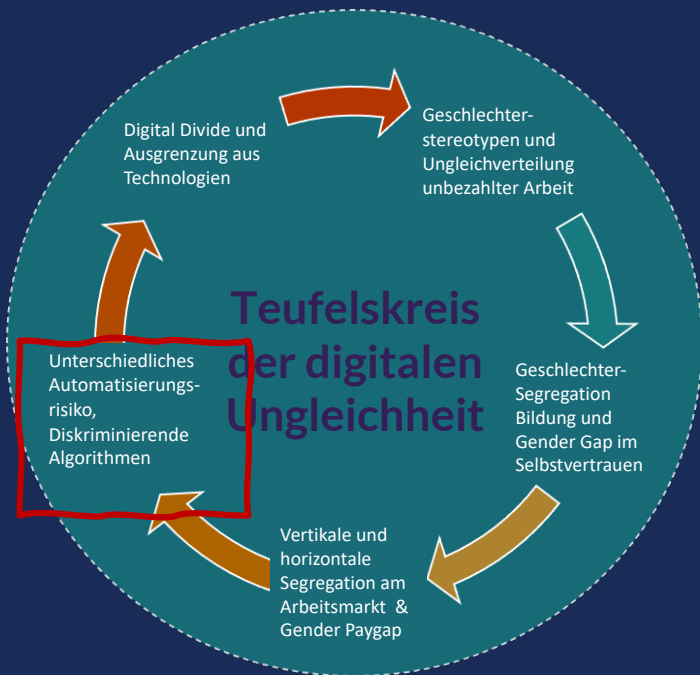 Digital Divide und
Ausgrenzung aus
Technologien
Geschlechter-
stereotypen und
Ungleichverteilung
unbezahlter Arbeit
Teufelskreis
der digitalen
Ungleichheit
Geschlechter-
Segregation
Bildung und
Gender Gap im
Selbstvertrauen
Vertikale und
horizontale
Segregation am
Arbeitsmarkt &
Gender Paygap
Unterschiedliches
Automatisierungs-
risiko,
Diskriminierende
Algorithmen